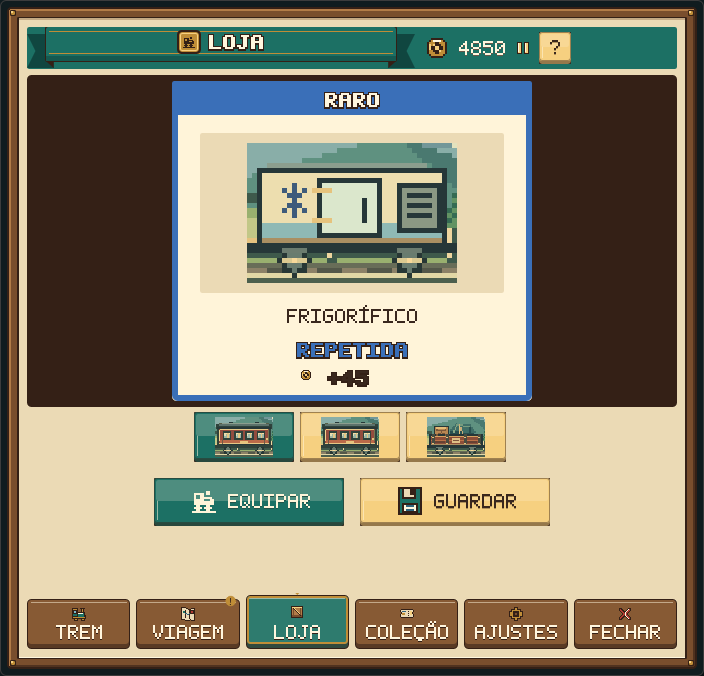 LOJA
4850
?
RARO
FRIGORÍFICO
REPETIDA
+45
EQUIPAR
GUARDAR
!
TREM
VIAGEM
LOJA
COLEÇÃO
AJUSTES
FECHAR